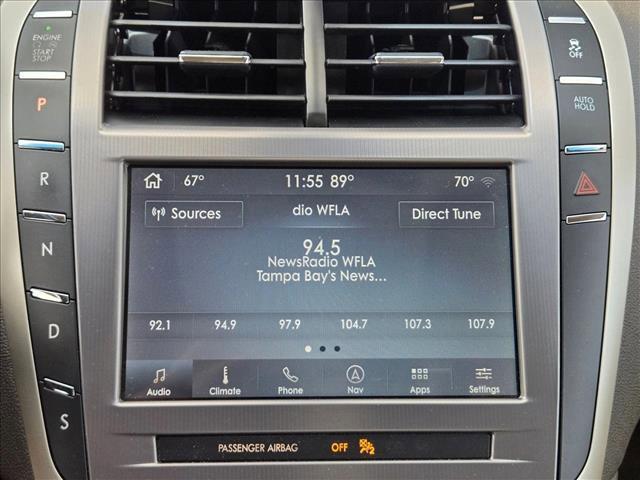 ENGINE
START
STOP
P
R
N
D
S
OFF
AUTO
HOLD
67° 11:55 89° 70°
Sources dio WFLA Direct Tune
94.5
NewsRadio WFLA
Tampa Bay's News...
92.1 94.9 97.9 104.7 107.3 107.9
Audio Climate Phone Nav Apps Settings
PASSENGER AIRBAG OFF 2